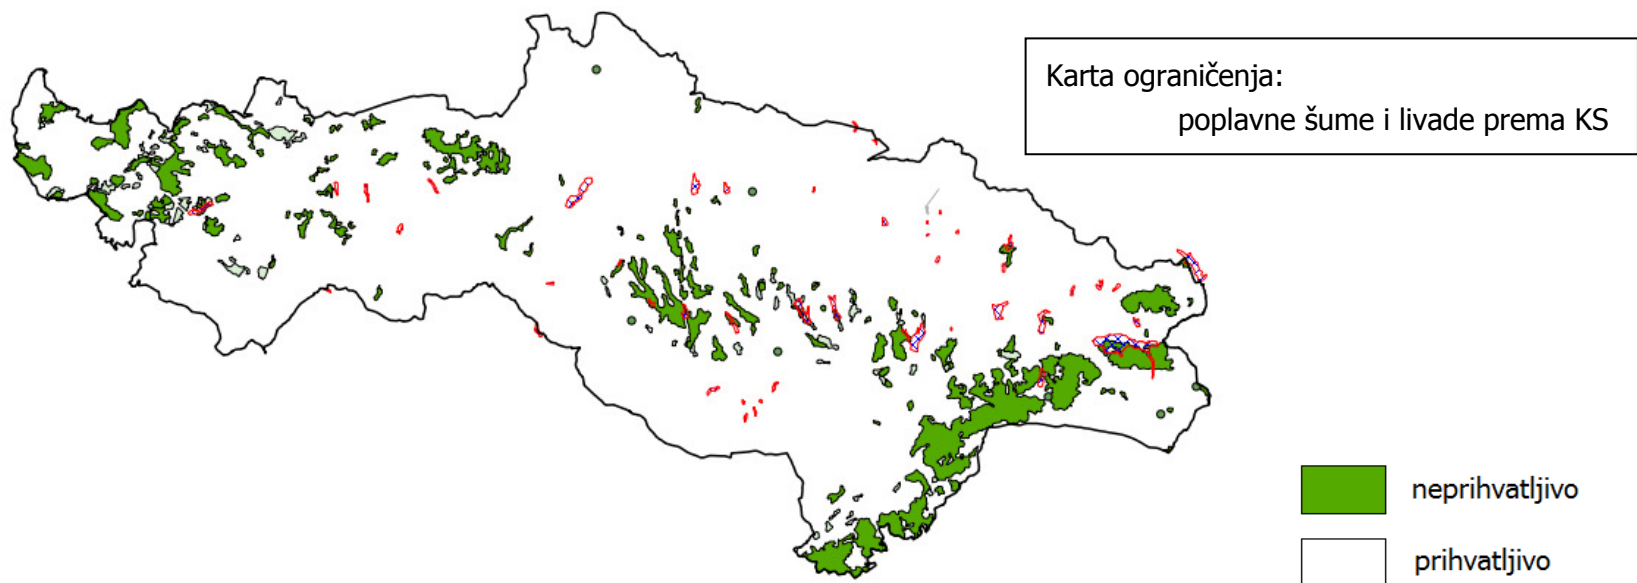 Karta ograničenja:
poplavne šume i livade prema KS
neprihvatljivo
prihvatljivo